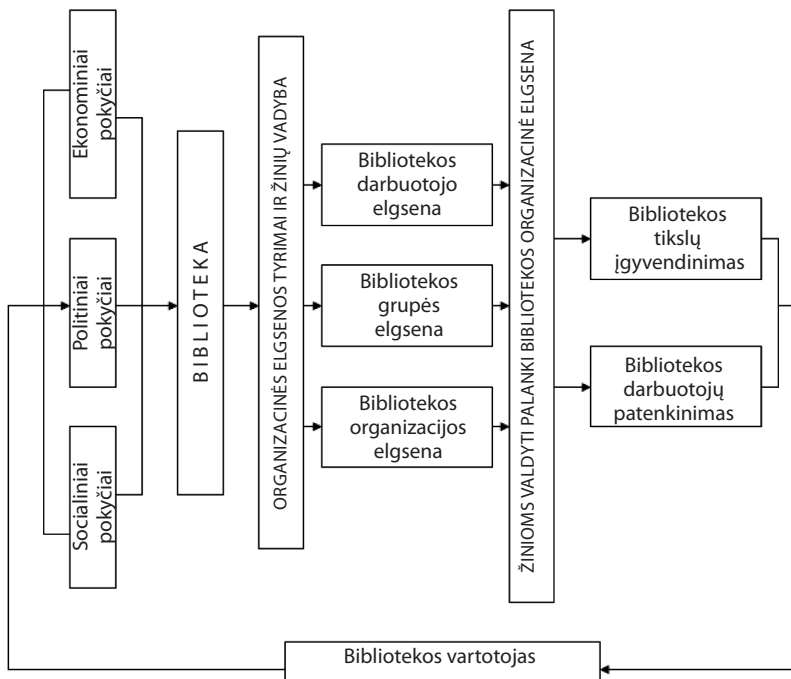 Ekonominiai
pokyčiai
Politiniai
pokyčiai
Socialiniai
pokyčiai
BIBLIOTEKA
ORGANIZACINĖS ELGSENOS TYRIMAI IR ŽINIŲ VADYBA
Bibliotekos
darbuotojo
elgsena
Bibliotekos
grupės
elgsena
Bibliotekos
organizacijos
elgsena
ŽINIOMS VALDYTI PALANKI BIBLIOTEKOS ORGANIZACINĖ ELGSENA
Bibliotekos
tikslų
įgyvendinimas
Bibliotekos
darbuotojų
patenkinimas
Bibliotekos vartotojas